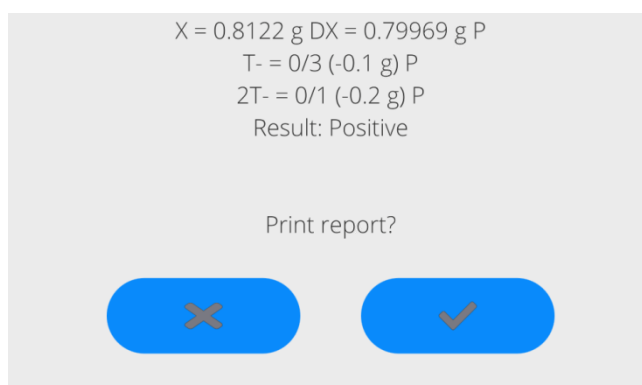 X = 0.8122 g DX = 0.79969 g P
T- = 0/3 (-0.1 g) P
2T- = 0/1 (-0.2 g) P
Result: Positive
Print report?